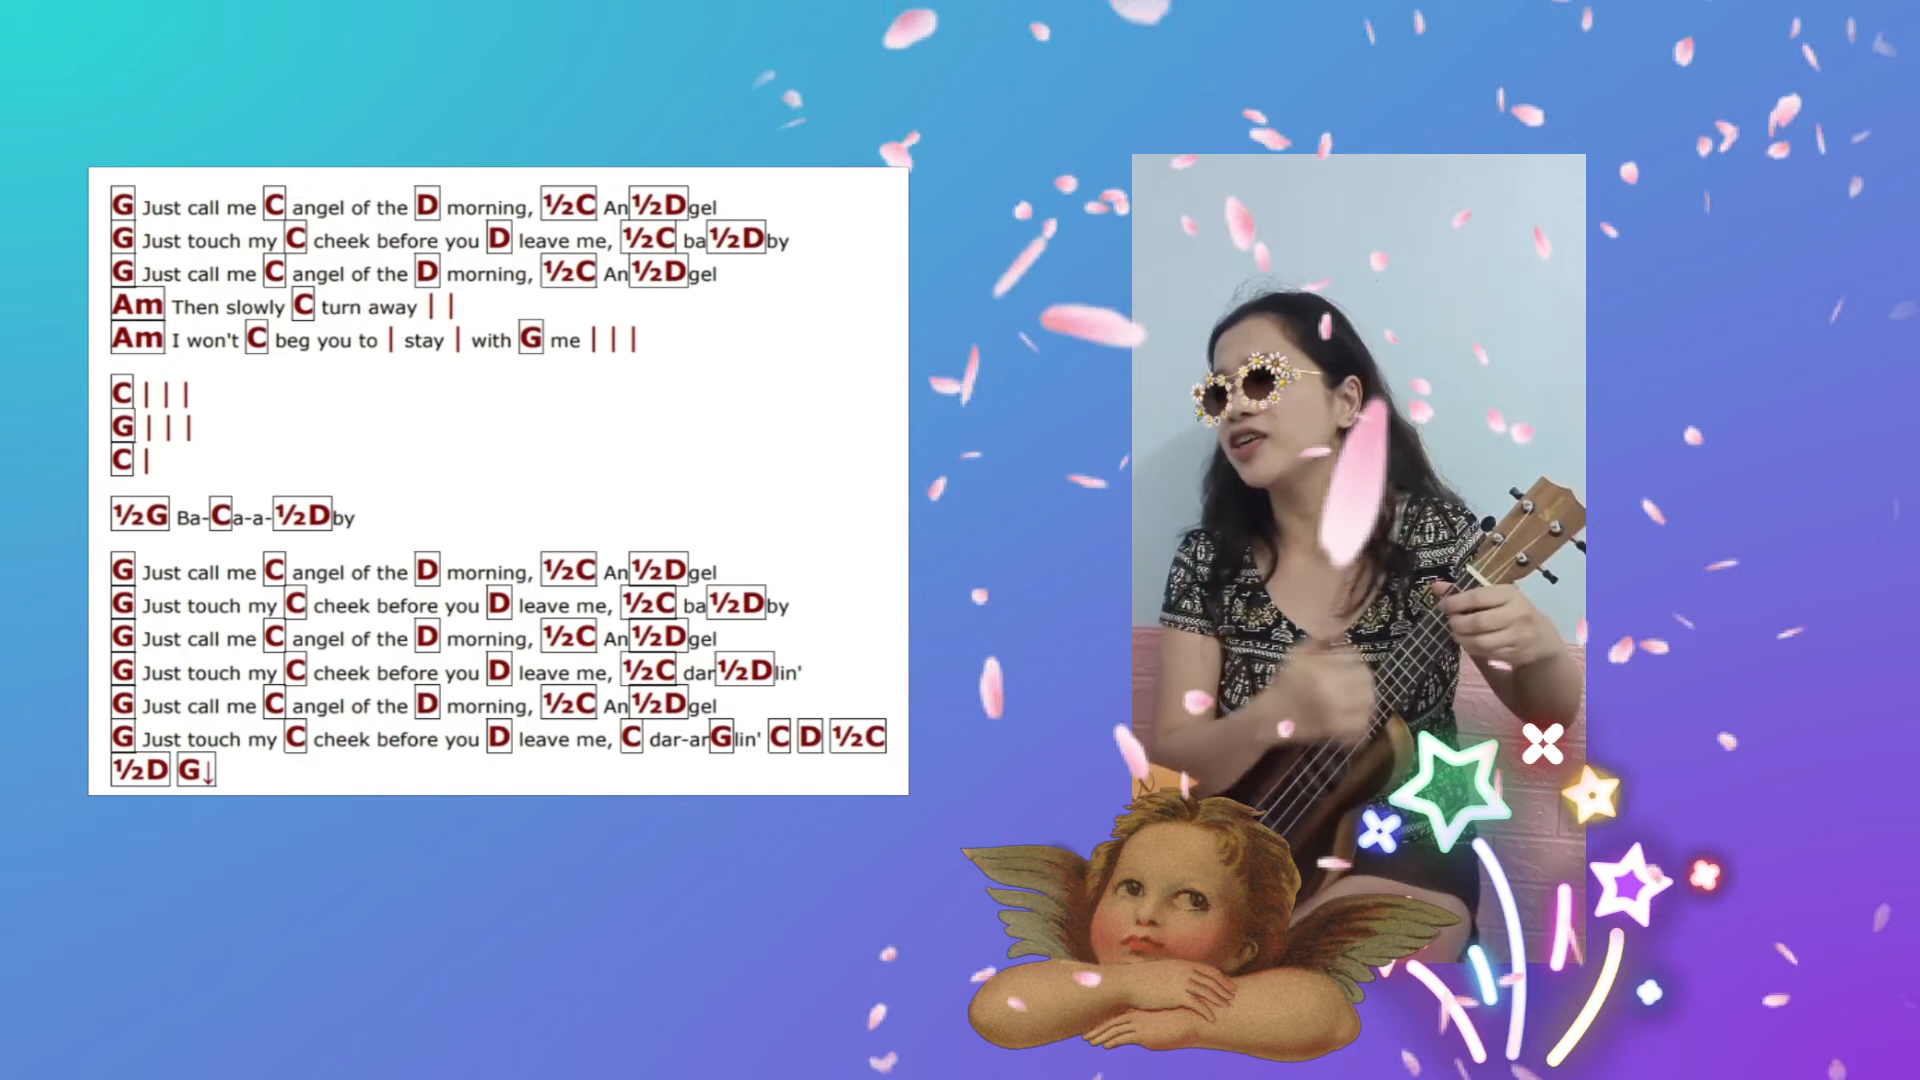 G Just call me C angel of the D morning, ½C An½Dgel
G Just touch my C cheek before you D leave me, ½C ba½Dby
G Just call me C angel of the D morning, ½C An½Dgel
Am Then slowly C turn away | |
Am I won't C beg you to | stay | with G me | | |
C | | |
G | | |
C |
½G Ba-Ca-a-½Dby
G Just call me C angel of the D morning, ½C An½Dgel
G Just touch my C cheek before you D leave me, ½C ba½Dby
G Just call me C angel of the D morning, ½C An½Dgel
G Just touch my C cheek before you D leave me, ½C dar½Dlin'
G Just call me C angel of the D morning, ½C An½Dgel
G Just touch my C cheek before you D leave me, C dar-arGlin' C D ½C
½D G↓